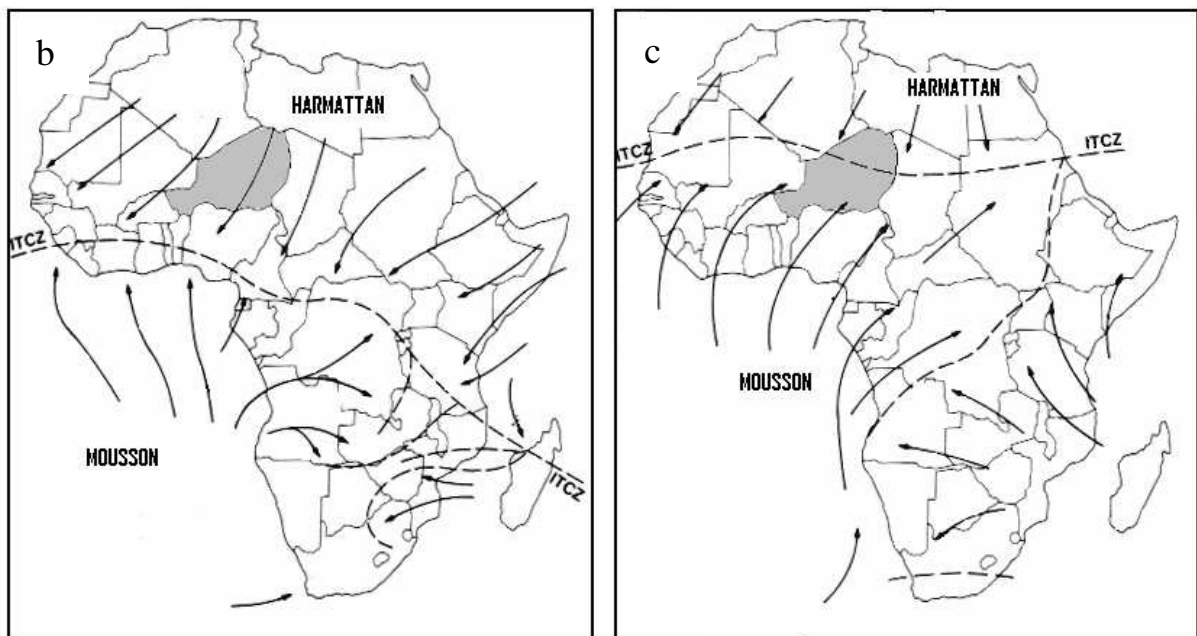 b
HARMATTAN
ITCZ
MOUSSON
ITCZ
c
HARMATTAN
ITCZ
ITCZ
MOUSSON